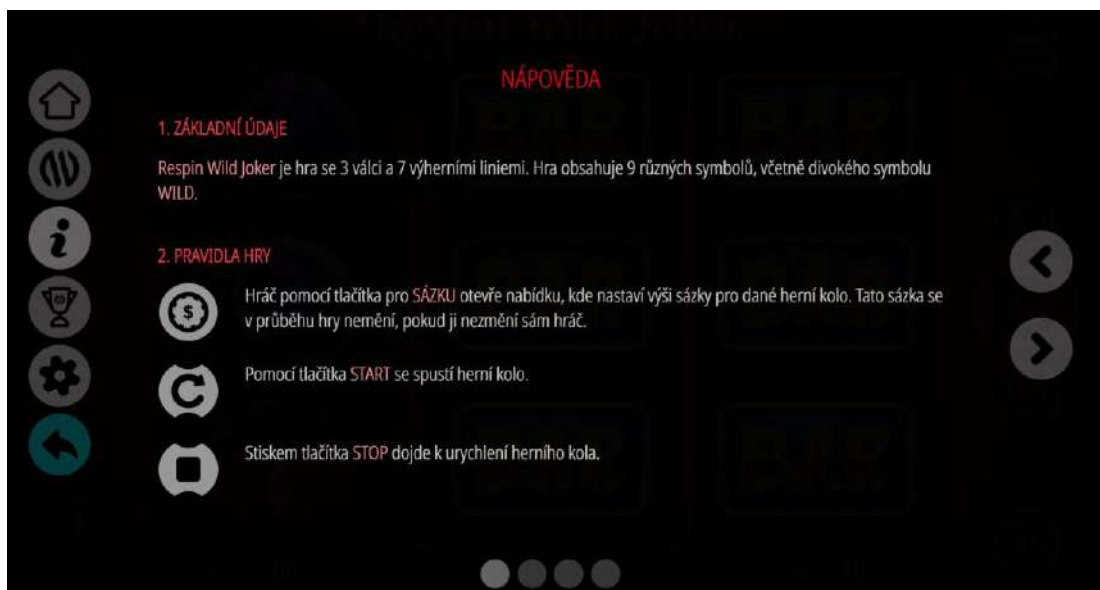 Respin Wild Joker
NÁPOVĚDA
1. ZÁKLADNÍ ÚDAJE
Respin Wild Joker je hra se 3 válci a 7 výherními liniemi. Hra obsahuje 9 různých symbolů, včetně divokého symbolu
WILD.
2. PRAVIDLA HRY
Hráč pomocí tlačítka pro SÁZKU otevře nabídku, kde nastaví výši sázky pro dané herní kolo. Tato sázka se
v průběhu hry nemění, pokud ji nezmění sám hráč.
Pomocí tlačítka START se spustí herní kolo.
Stiskem tlačítka STOP dojde k urychlení herního kola.